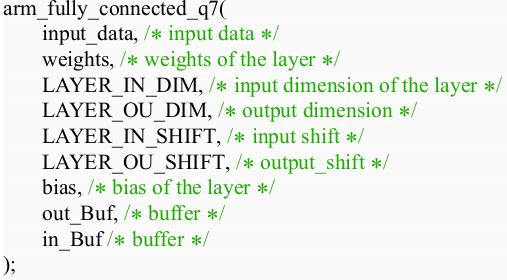 arm_fully_connected_q7(
input_data, /* input data */
weights, /* weights of the layer */
LAYER_IN_DIM, /* input dimension of the layer */
LAYER_OU_DIM, /* output dimension */
LAYER_IN_SHIFT, /* input shift */
LAYER_OU_SHIFT, /* output_shift */
bias, /* bias of the layer */
out_Buf, /* buffer */
in_Buf /* buffer */
);